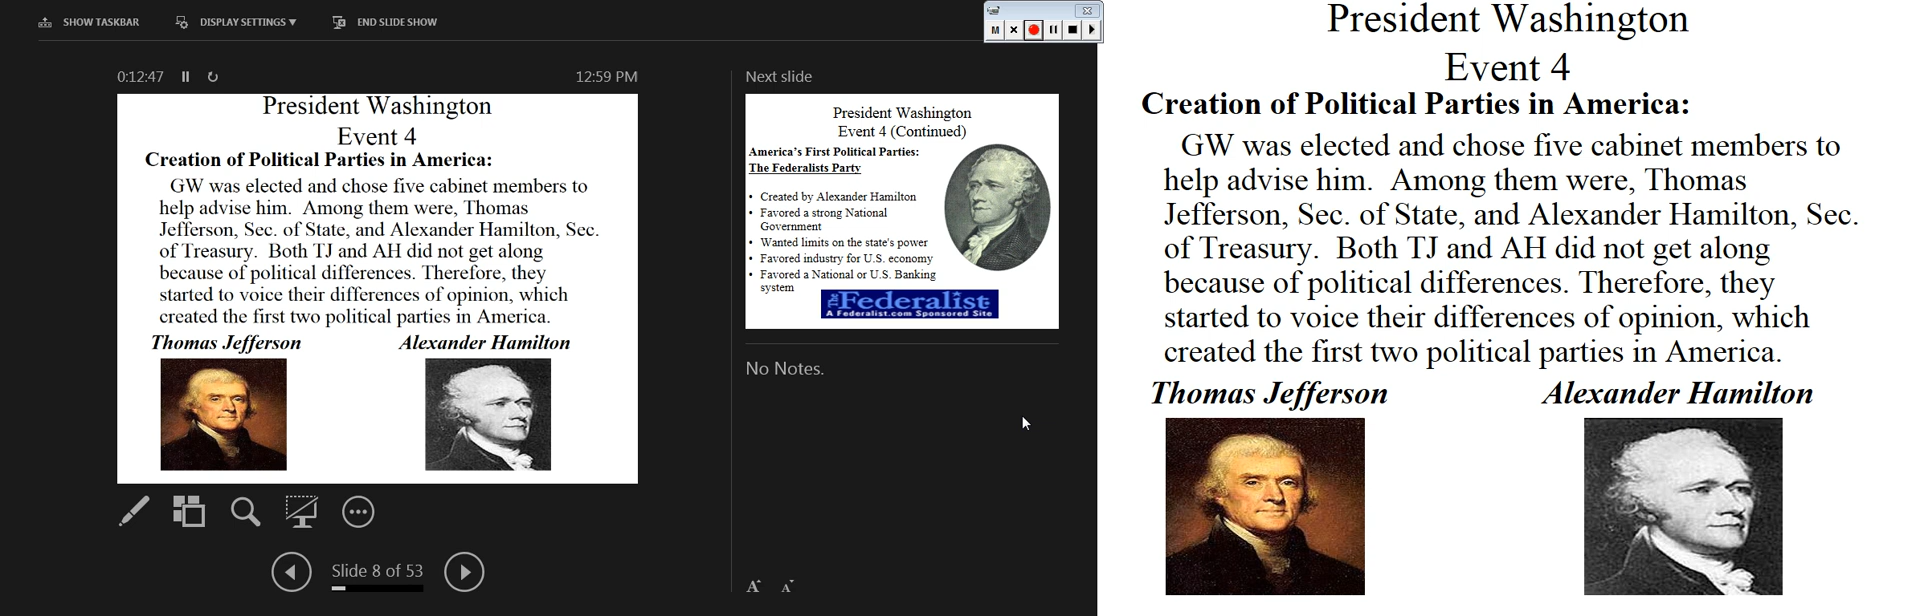 SHOW TASKBAR
DISPLAY SETTINGS ▼
END SLIDE SHOW
M
0:12:47
12:59 PM
President Washington
Event 4
Creation of Political Parties in America:
GW was elected and chose five cabinet members to
help advise him.  Among them were, Thomas
Jefferson, Sec. of State, and Alexander Hamilton, Sec.
of Treasury.  Both TJ and AH did not get along
because of political differences. Therefore, they
started to voice their differences of opinion, which
created the first two political parties in America.
Thomas Jefferson
Alexander Hamilton
Slide 8 of 53
Next slide
President Washington
Event 4 (Continued)
America's First Political Parties:
The Federalists Party
• Created by Alexander Hamilton
• Favored a strong National
Government
• Wanted limits on the state's power
• Favored industry for U.S. economy
• Favored a National or U.S. Banking
system
The Federalist
A Federalist.com Sponsored Site
No Notes.
A A
President Washington
Event 4
Creation of Political Parties in America:
GW was elected and chose five cabinet members to
help advise him.  Among them were, Thomas
Jefferson, Sec. of State, and Alexander Hamilton, Sec.
of Treasury.  Both TJ and AH did not get along
because of political differences. Therefore, they
started to voice their differences of opinion, which
created the first two political parties in America.
Thomas Jefferson
Alexander Hamilton